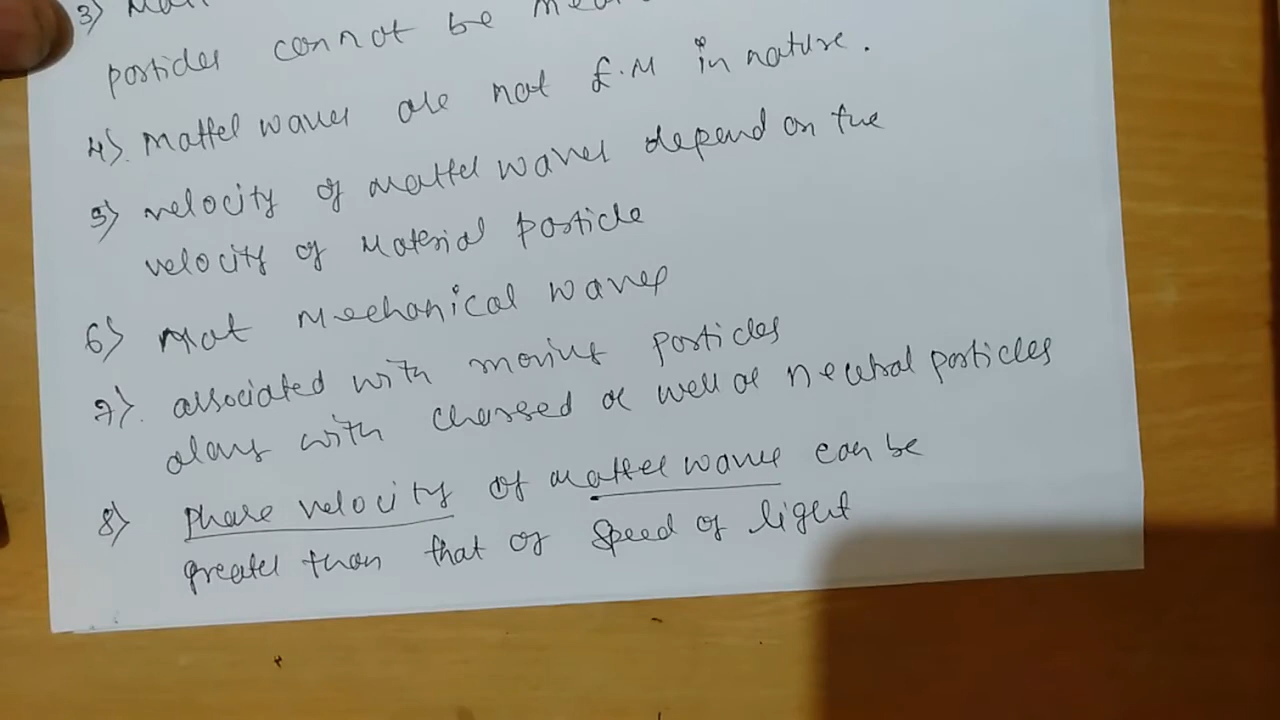 3)
particles cannot be
4) matter waves are not E.M in nature.
5) velocity of matter waves depend on the
velocity of Material particle
6) Not Mechanical waves
7) associated with moving particles
along with charged as well as neutral particles
8) phase velocity of matter waves can be
greater than that of speed of light